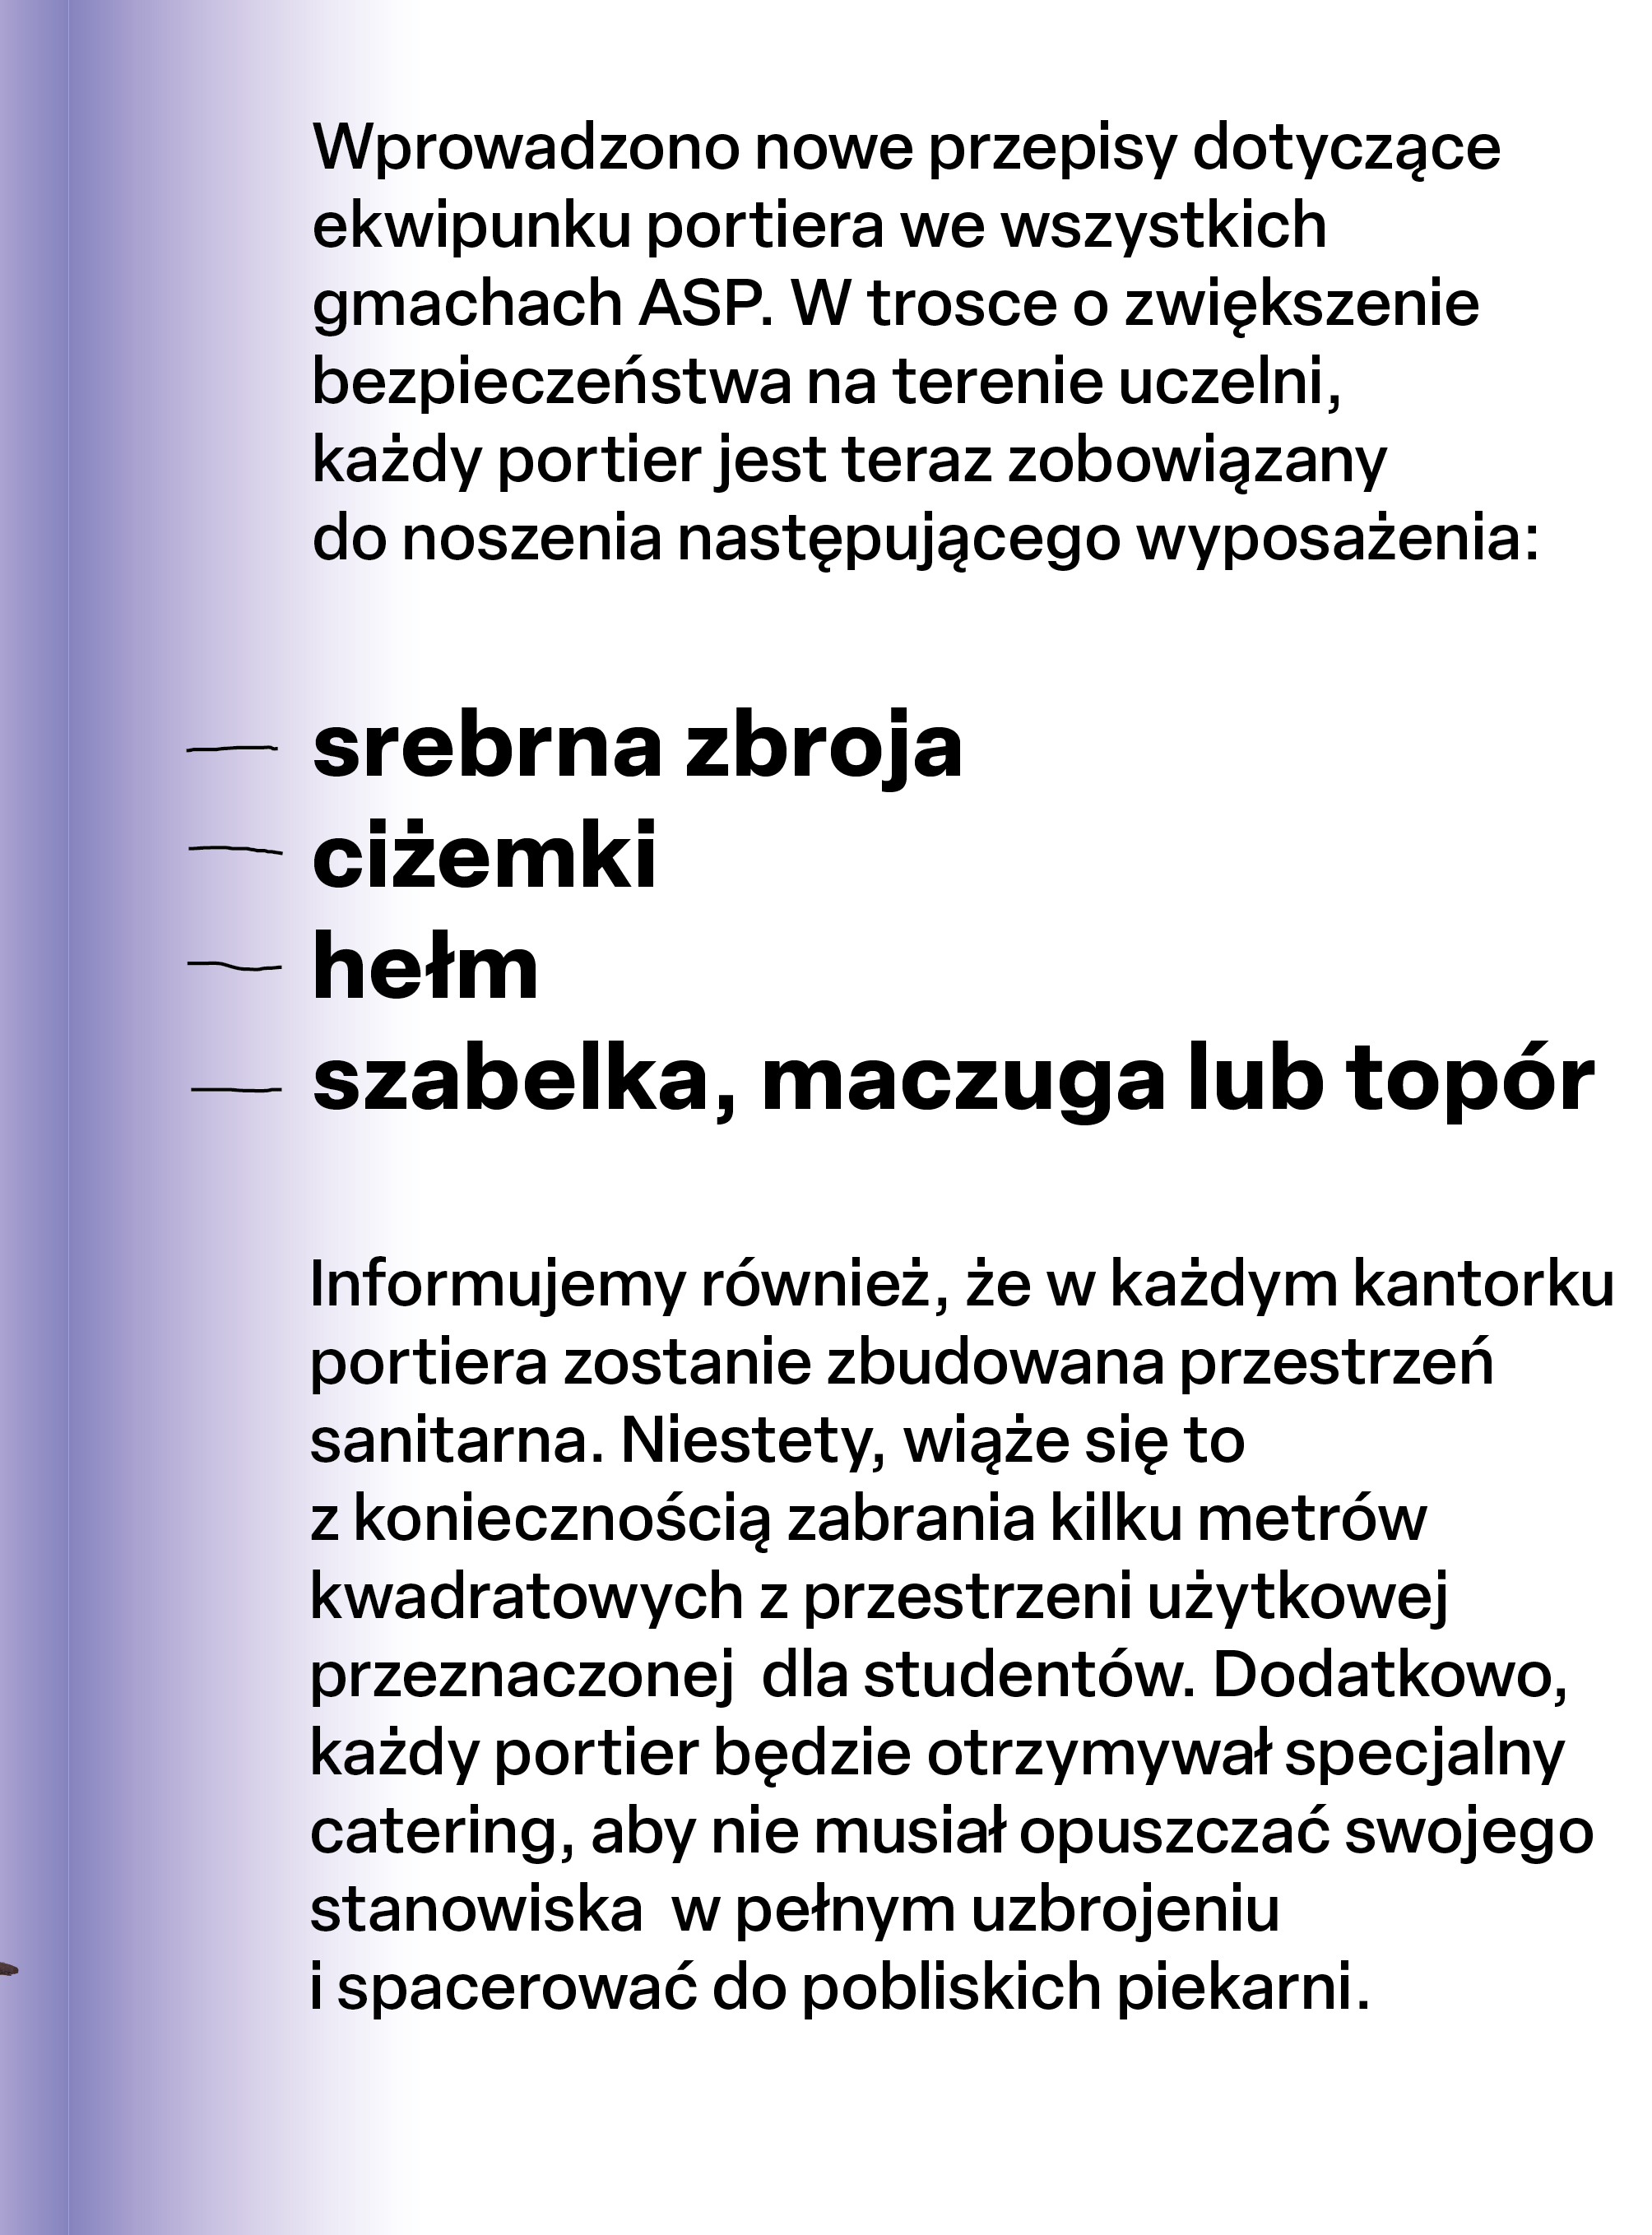 Wprowadzono nowe przepisy dotyczące
ekwipunku portiera we wszystkich
gmachach ASP. W trosce o zwiększenie
bezpieczeństwa na terenie uczelni,
każdy portier jest teraz zobowiązany
do noszenia następującego wyposażenia:
— srebrna zbroja
— ciżemki
— hełm
— szabelka, maczuga lub topór
Informujemy również, że w każdym kantorku
portiera zostanie zbudowana przestrzeń
sanitarna. Niestety, wiąże się to
z koniecznością zabrania kilku metrów
kwadratowych z przestrzeni użytkowej
przeznaczonej  dla studentów. Dodatkowo,
każdy portier będzie otrzymywał specjalny
catering, aby nie musiał opuszczać swojego
stanowiska  w pełnym uzbrojeniu
i spacerować do pobliskich piekarni.